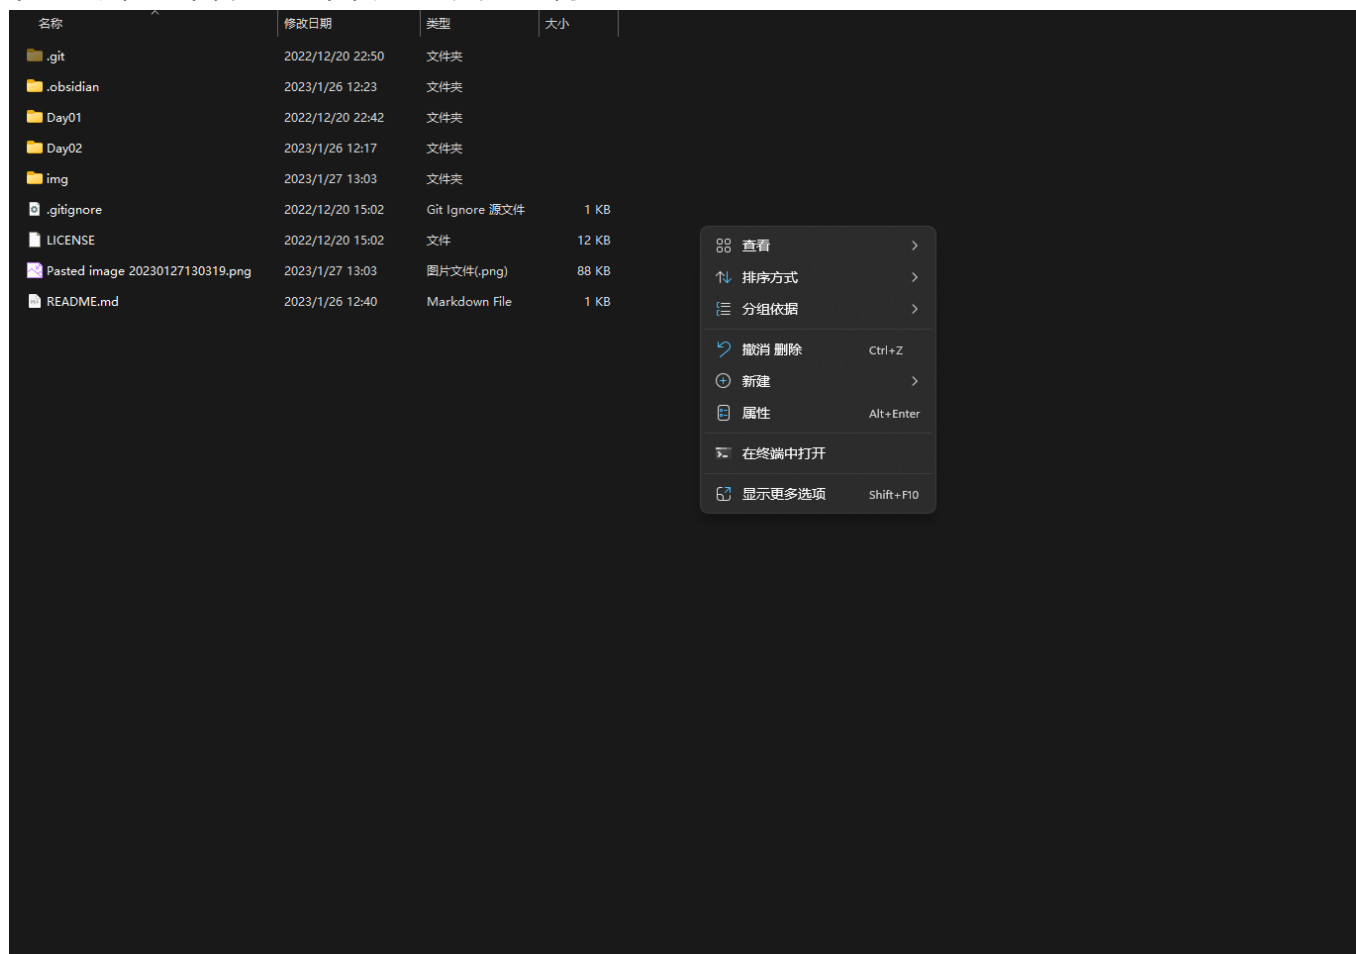 名称 修改日期 类型 大小
.git 2022/12/20 22:50 文件夹
.obsidian 2023/1/26 12:23 文件夹
Day01 2022/12/20 22:42 文件夹
Day02 2023/1/26 12:17 文件夹
img 2023/1/27 13:03 文件夹
.gitignore 2022/12/20 15:02 Git Ignore 源文件 1 KB
LICENSE 2022/12/20 15:02 文件 12 KB
Pasted image 20230127130319.png 2023/1/27 13:03 图片文件(.png) 88 KB
README.md 2023/1/26 12:40 Markdown File 1 KB
查看
排序方式
分组依据
撤消 删除 Ctrl+Z
新建
属性 Alt+Enter
在终端中打开
显示更多选项 Shift+F10